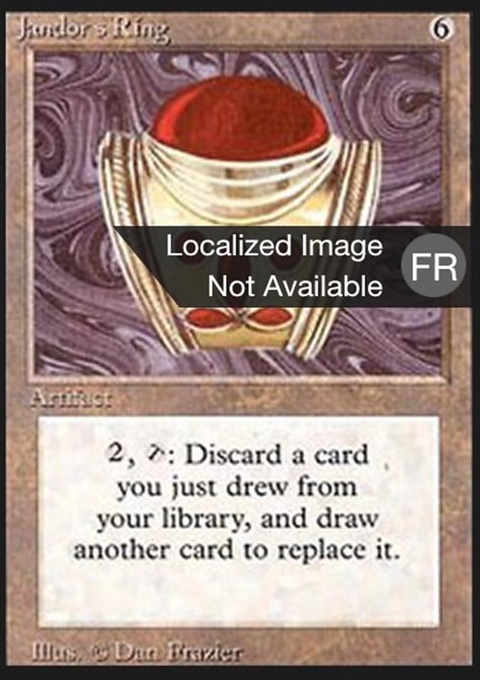 Jandor's Ring 6
Localized Image
Not Available
FR
Artifact
2, : Discard a card
you just drew from
your library, and draw
another card to replace it.
Illus. © Dan Frazier